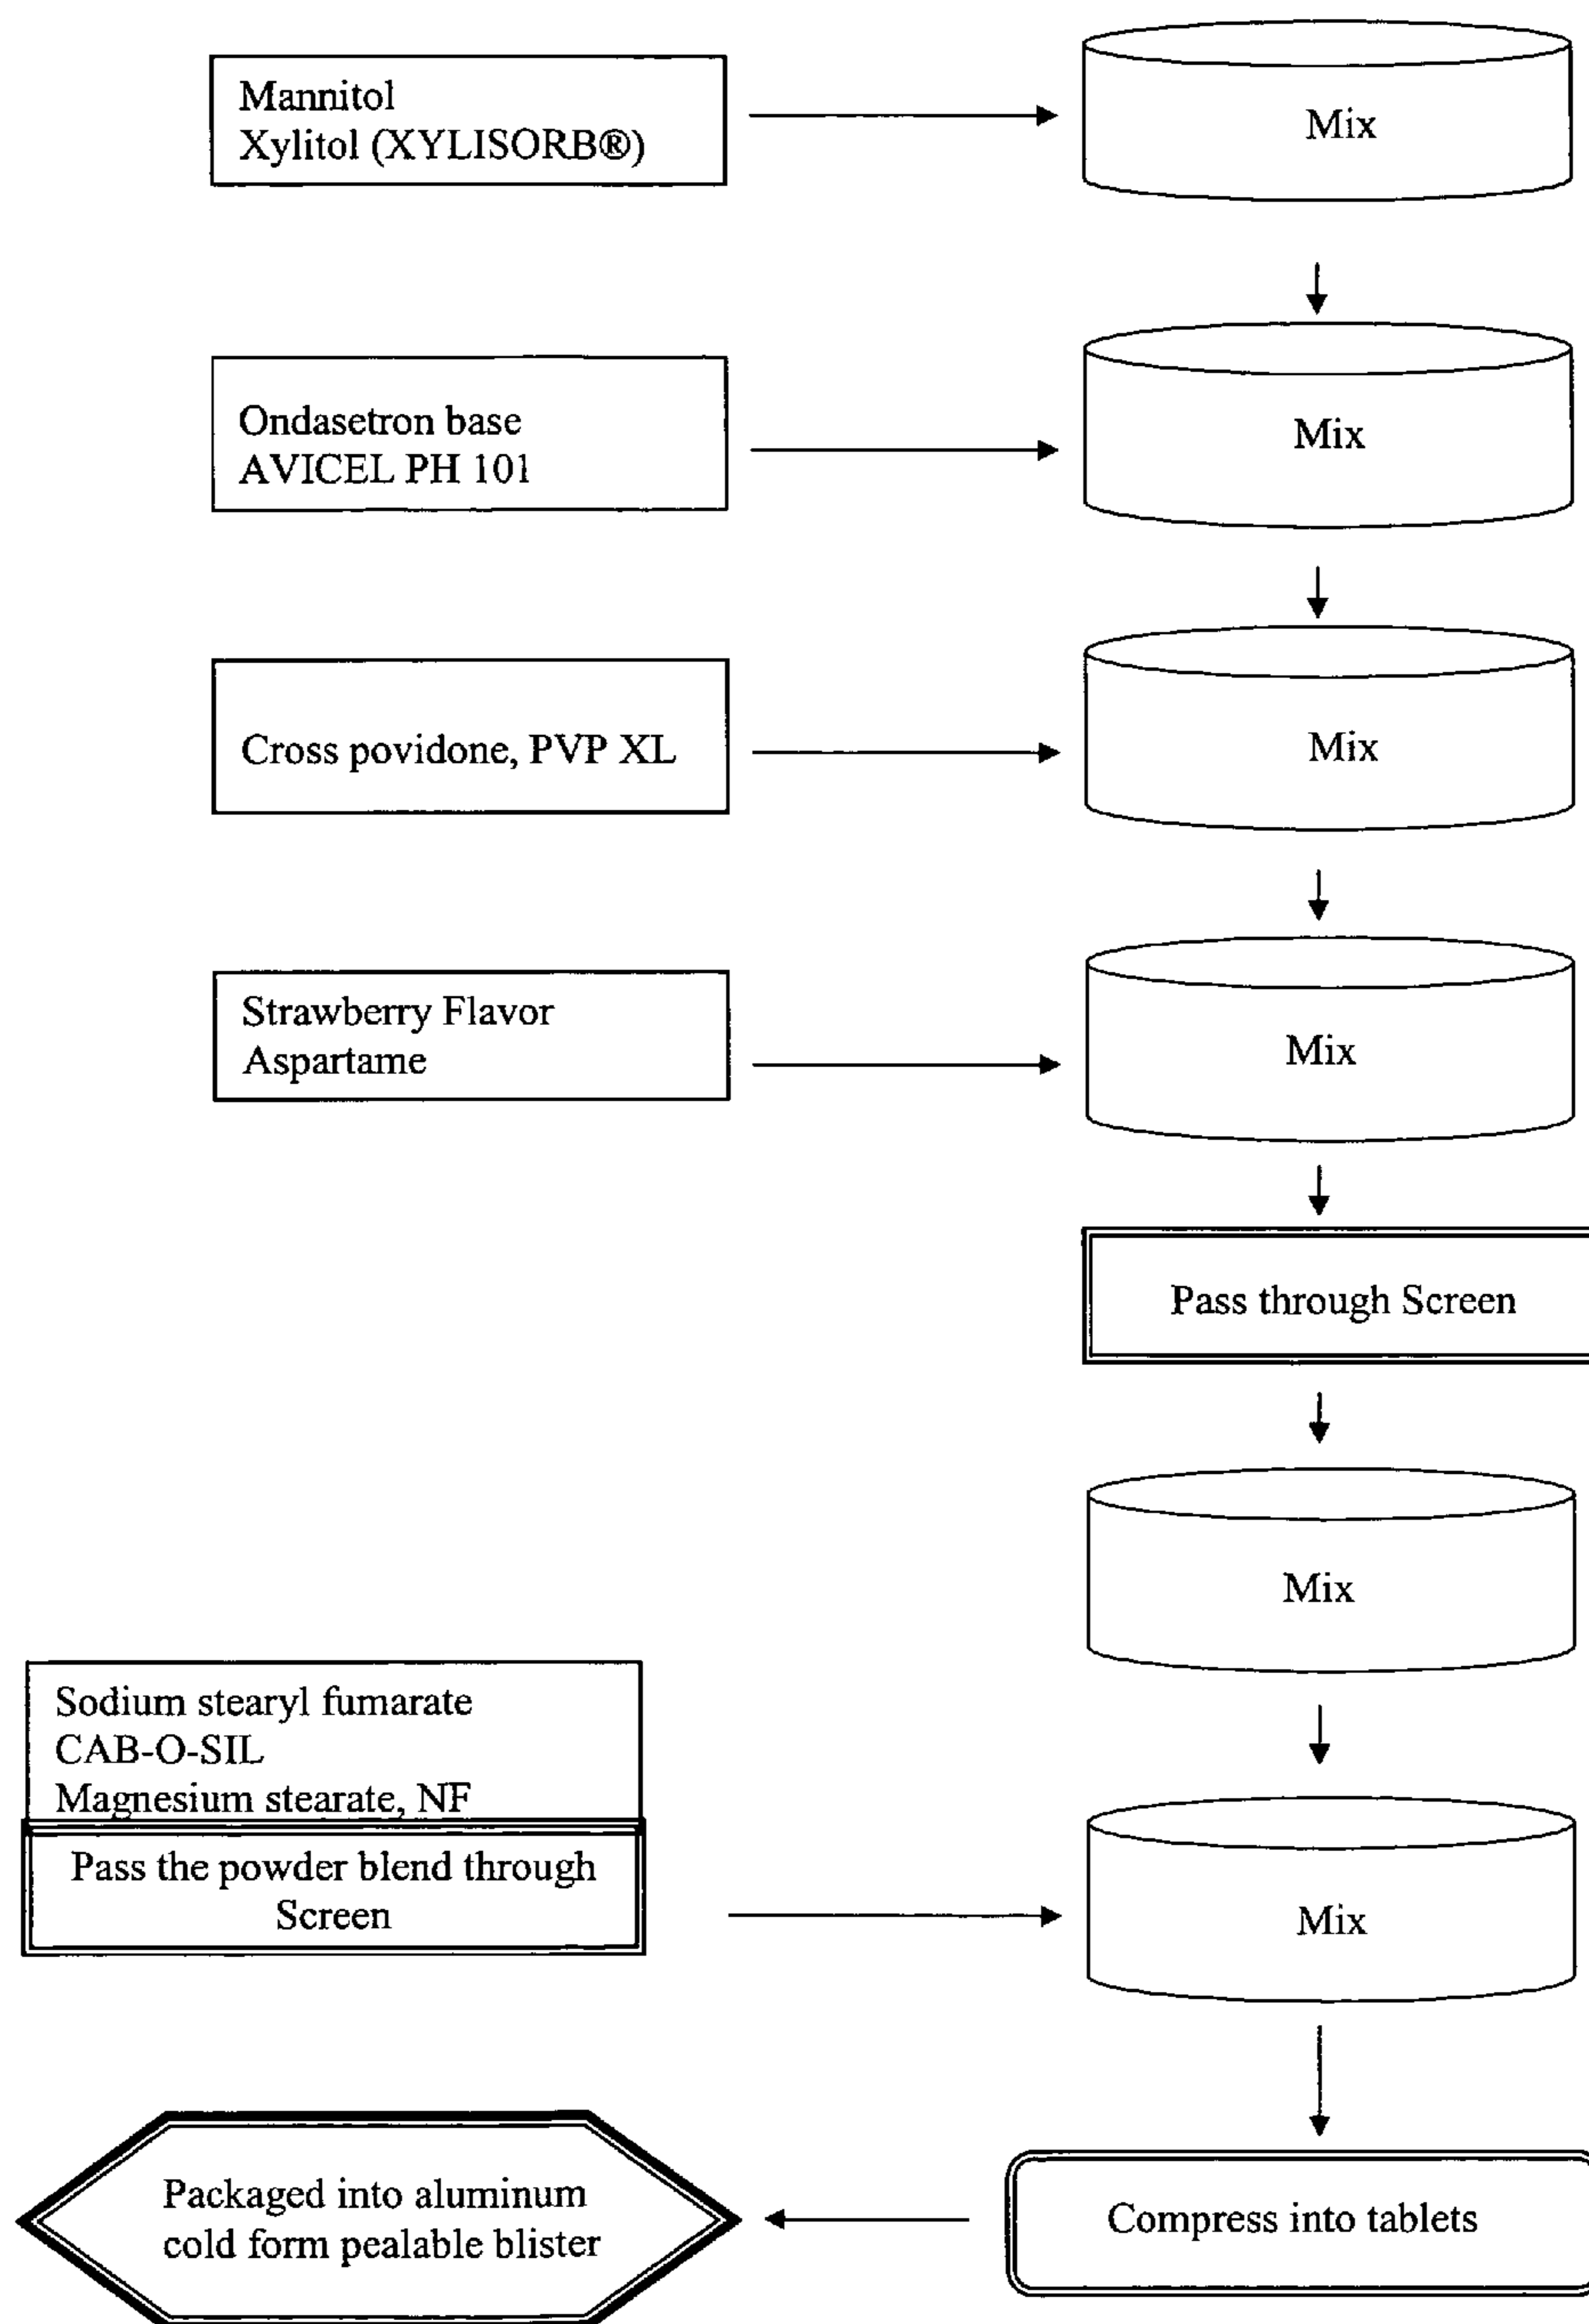 Mannitol
Xylitol (XYLISORB®)
Mix
Ondasetron base
AVICEL PH 101
Mix
Cross povidone, PVP XL
Mix
Strawberry Flavor
Aspartame
Mix
Pass through Screen
Mix
Sodium stearyl fumarate
CAB-O-SIL
Magnesium stearate, NF
Pass the powder blend through
Screen
Mix
Packaged into aluminum
cold form pealable blister
Compress into tablets